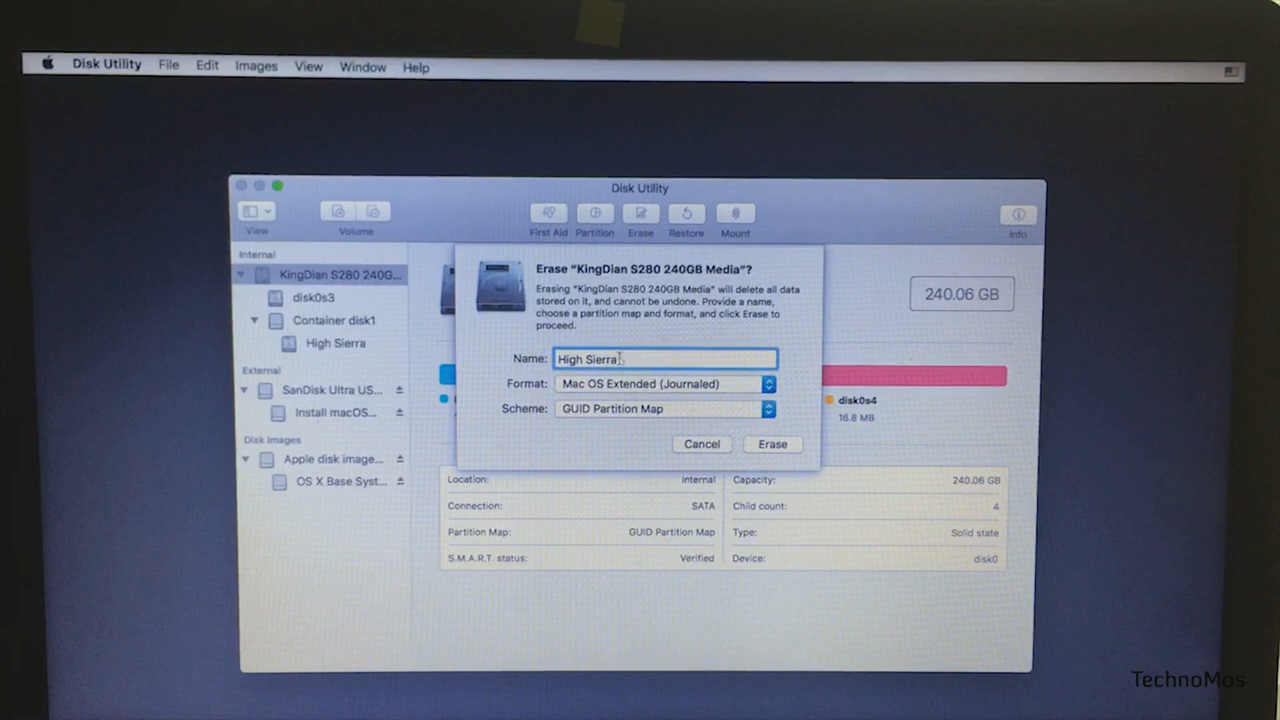 Disk Utility File Edit Images View Window Help
Disk Utility
View
Volume
First Aid
Partition
Erase
Restore
Mount
Info
Internal
KingDian S280 240G...
disk0s3
Container disk1
High Sierra
External
SanDisk Ultra US...
Install macOS...
Disk Images
Apple disk image...
OS X Base Syst...
240.06 GB
Erase “KingDian S280 240GB Media”?
Erasing “KingDian S280 240GB Media” will delete all data
stored on it, and cannot be undone. Provide a name,
choose a partition map and format, and click Erase to
proceed.
Name: High Sierra
Format: Mac OS Extended (Journaled)
Scheme: GUID Partition Map
Cancel
Erase
disk0s4
16.8 MB
Location: Internal
Connection: SATA
Partition Map: GUID Partition Map
S.M.A.R.T. status: Verified
Capacity: 240.06 GB
Child count: 4
Type: Solid state
Device: disk0
TechnoMos